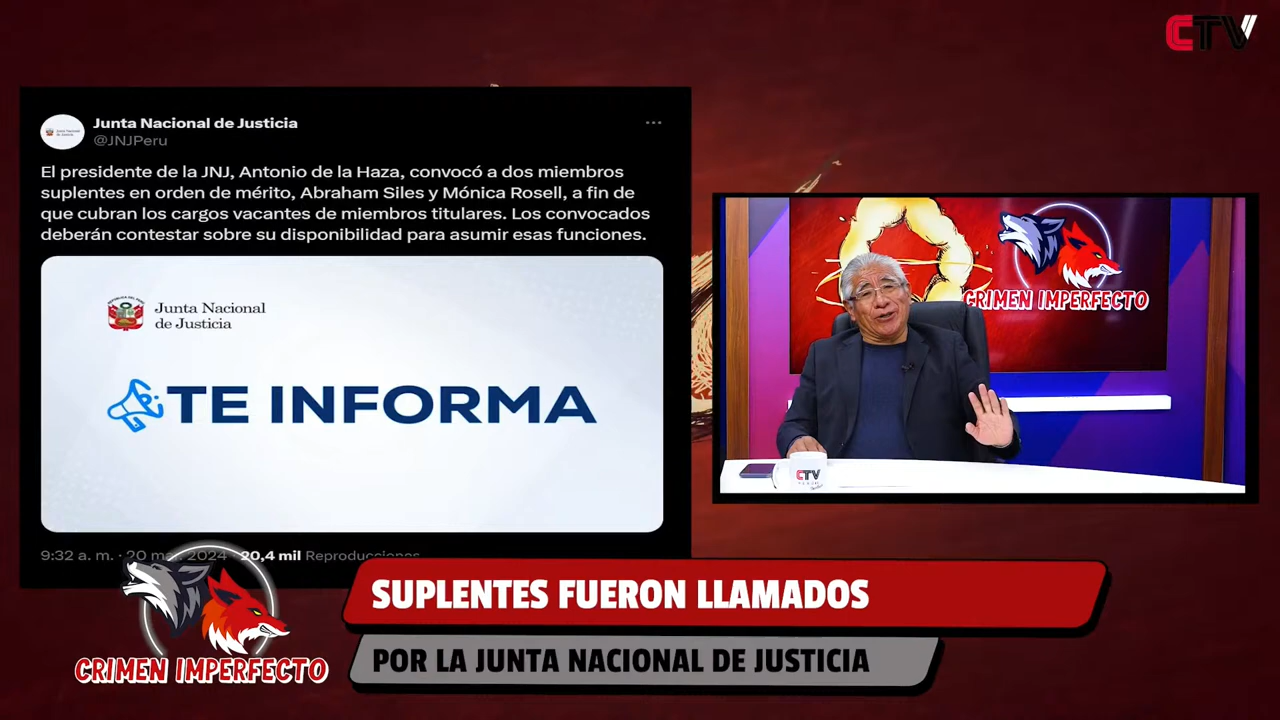 CTV
Junta Nacional de Justicia
@JNJPeru
El presidente de la JNJ, Antonio de la Haza, convocó a dos miembros
suplentes en orden de mérito, Abraham Siles y Mónica Rosell, a fin de
que cubran los cargos vacantes de miembros titulares. Los convocados
deberán contestar sobre su disponibilidad para asumir esas funciones.
Junta Nacional
de Justicia
TE INFORMA
9:32 a. m. · 20 mar. 2024 · 20,4 mil Reproducciones
CRIMEN IMPERFECTO
CTV
SUPLENTES FUERON LLAMADOS
POR LA JUNTA NACIONAL DE JUSTICIA
CRIMEN IMPERFECTO